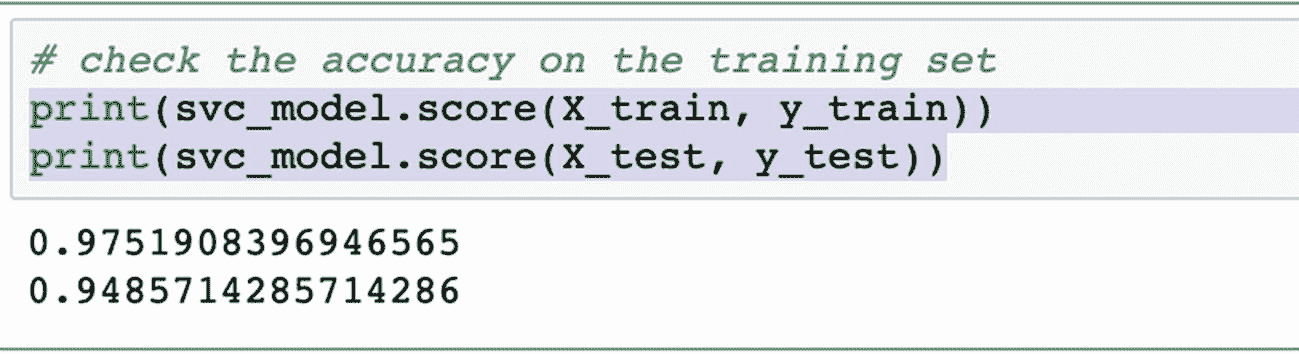 # check the accuracy on the training set
print(svc_model.score(X_train, y_train))
print(svc_model.score(X_test, y_test))
0.9751908396946565
0.9485714285714286